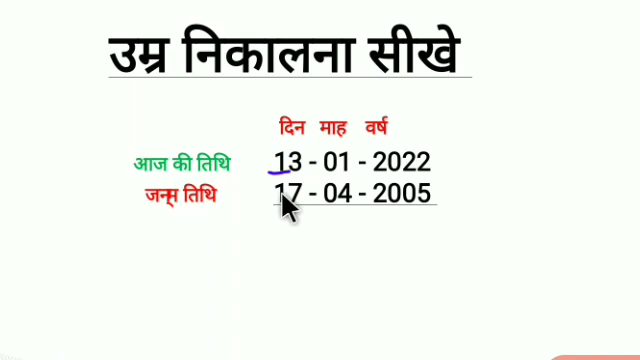 उम्र निकालना सीखे
दिन माह वर्ष
आज की तिथि 13 - 01 - 2022
जन्म तिथि 17 - 04 - 2005